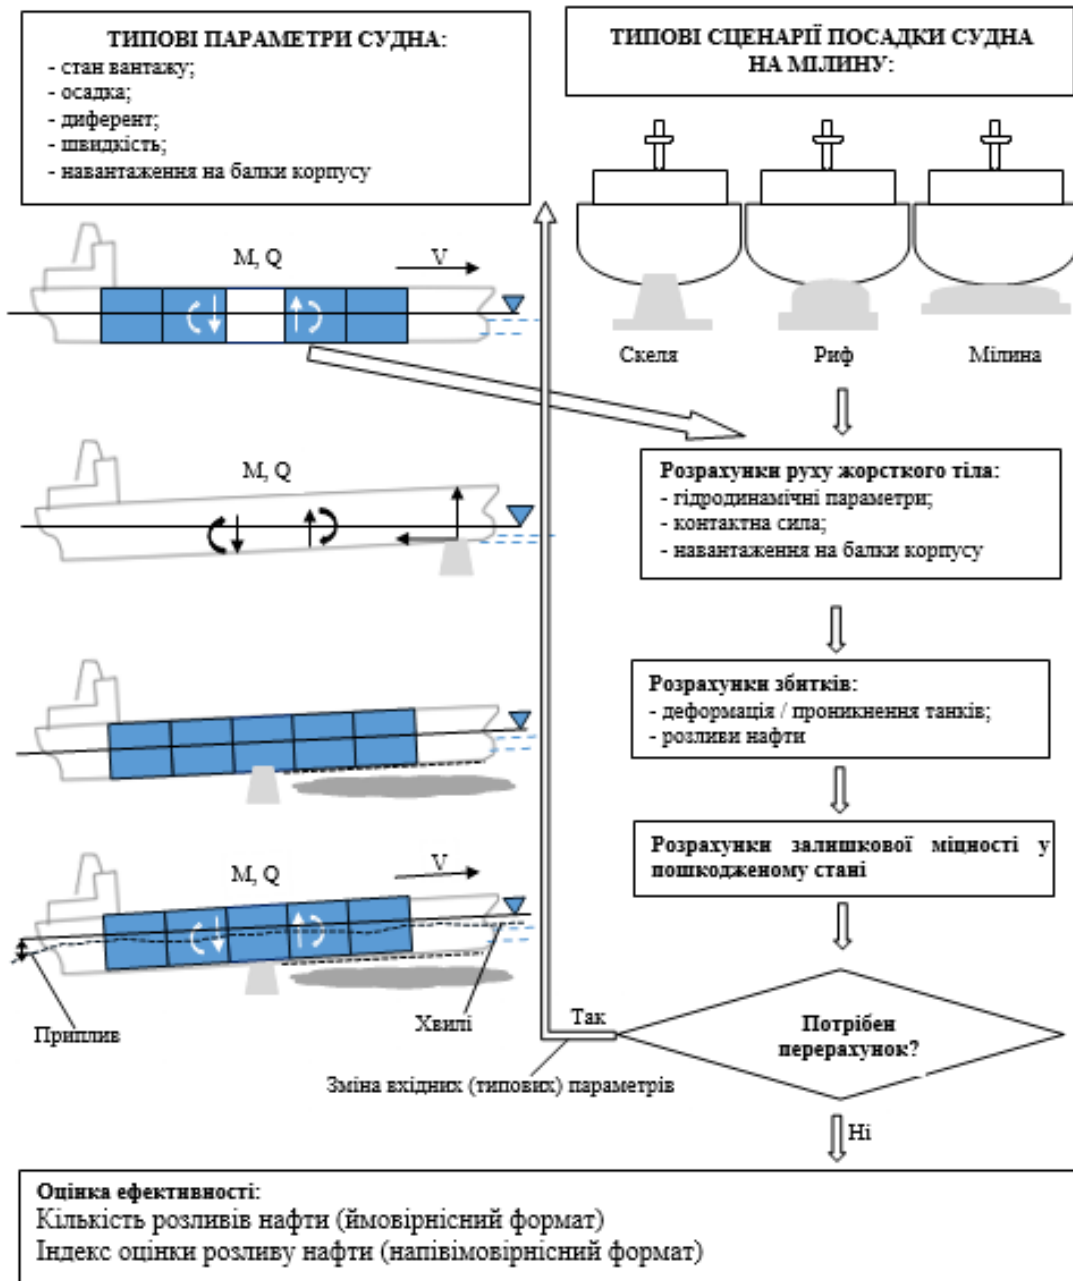 ТИПОВІ ПАРАМЕТРИ СУДНА:
- стан вантажу;
- осадка;
- диферент;
- швидкість;
- навантаження на балки корпусу
ТИПОВІ СЦЕНАРІЇ ПОСАДКИ СУДНА
НА МІЛИНУ:
M, Q
V
Скеля
Риф
Мілина
M, Q
Розрахунки руху жорсткого тіла:
- гідродинамічні параметри;
- контактна сила;
- навантаження на балки корпусу
Розрахунки збитків:
- деформація / проникнення танків;
- розливи нафти
Розрахунки залишкової міцності у
пошкодженому стані
M, Q
V
Приплив
Хвилі
Так
Потрібен
перерахунок?
Зміна вхідних (типових) параметрів
Ні
Оцінка ефективності:
Кількість розливів нафти (ймовірнісний формат)
Індекс оцінки розливу нафти (напівімовірнісний формат)